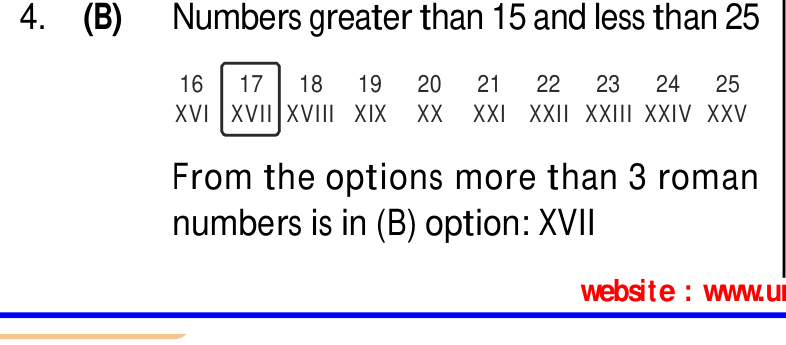 4. (B) Numbers greater than 15 and less than 25
16 17 18 19 20 21 22 23 24 25
XVI XVII XVIII XIX XX XXI XXII XXIII XXIV XXV
From the options more than 3 roman
numbers is in (B) option: XVII
website : www.